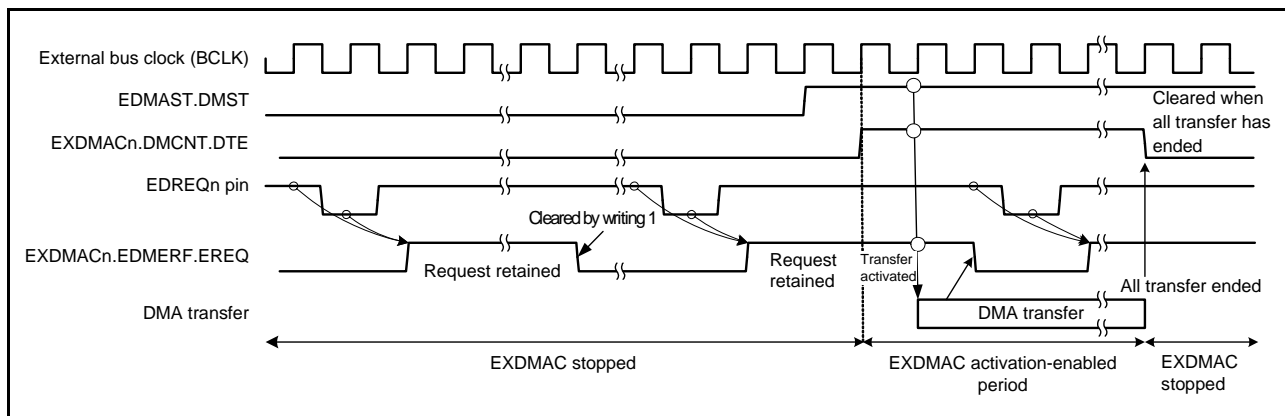 External bus clock (BCLK)
EDMAST.DMST
Cleared when
all transfer has
ended
EXDMACn.DMCNT.DTE
EDREQn pin
Cleared by writing 1
EXDMACn.EDMERF.EREQ
Request retained
Request
retained
Transfer
activated
All transfer ended
DMA transfer
DMA transfer
EXDMAC stopped
EXDMAC activation-enabled
period
EXDMAC
stopped